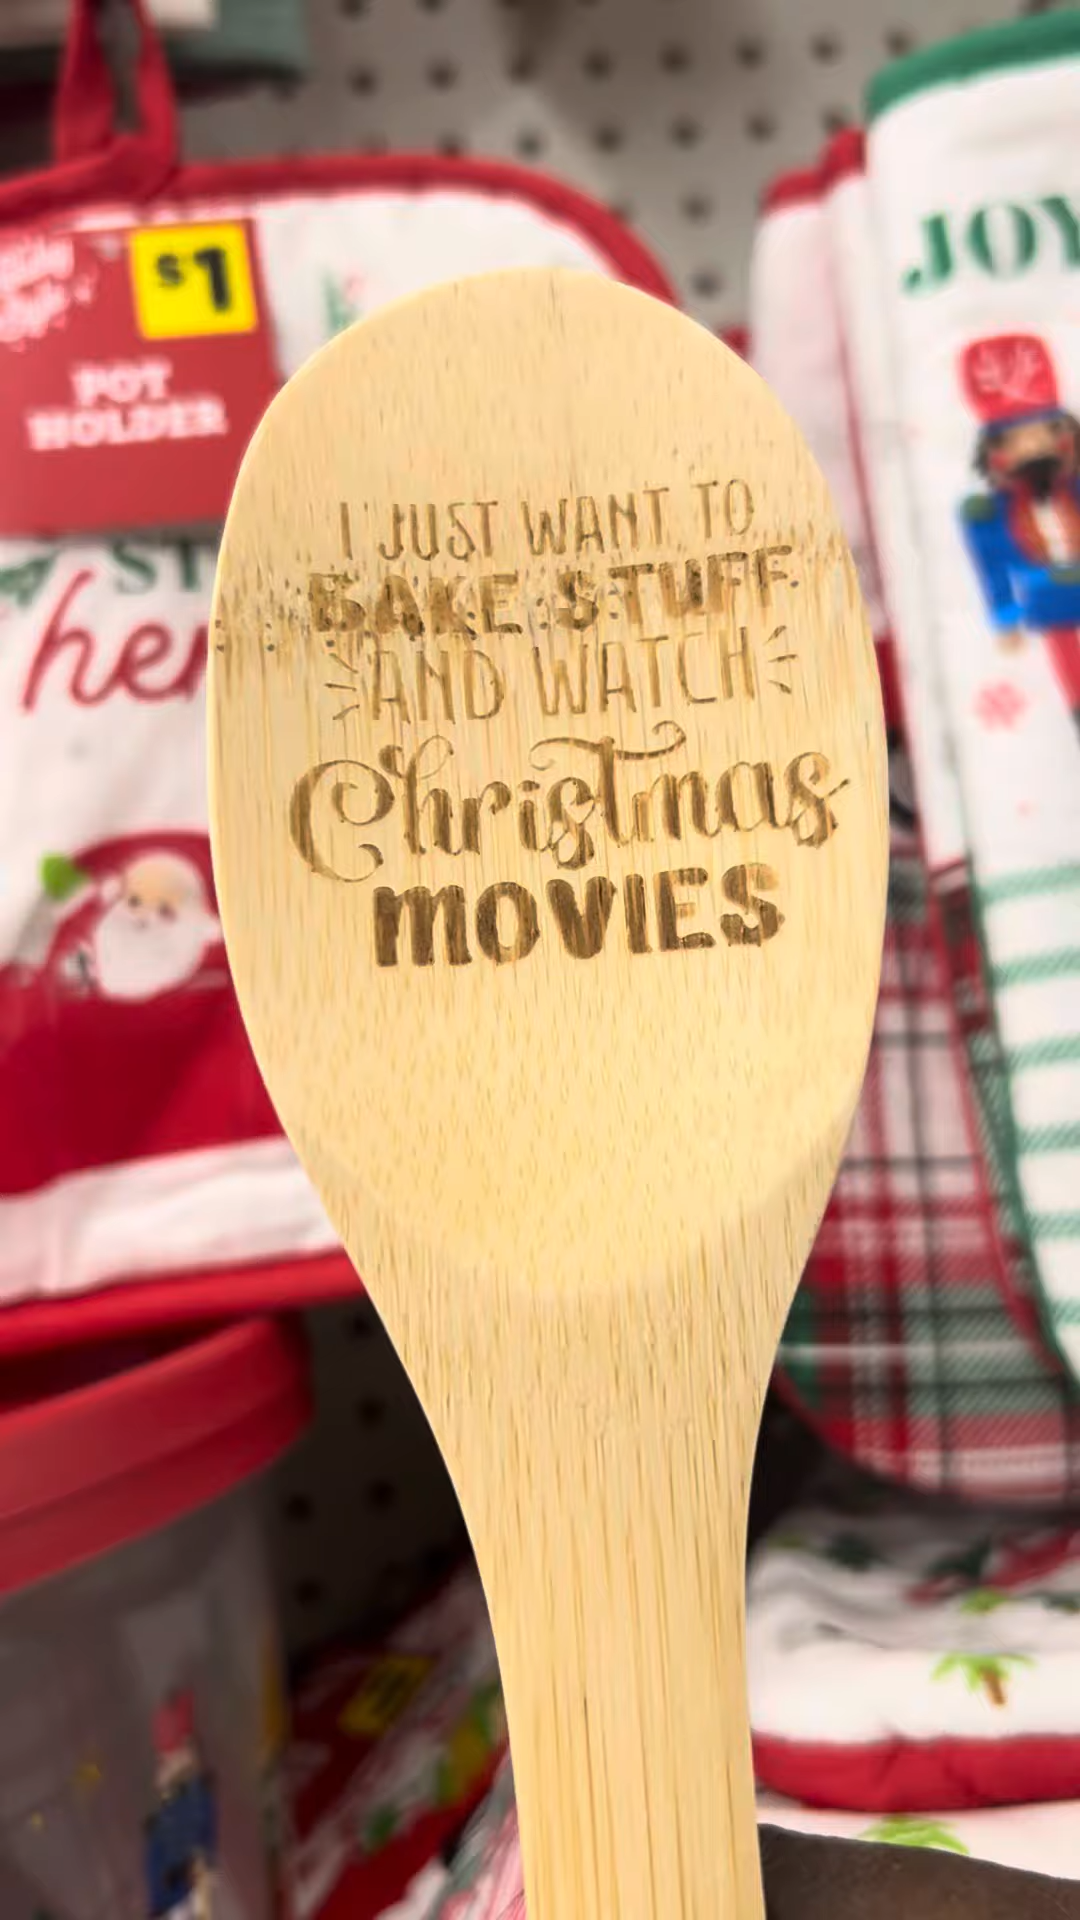 $1
POT
HOLDER
JOY
I JUST WANT TO
BAKE STUFF
AND WATCH
Christmas
MOVIES